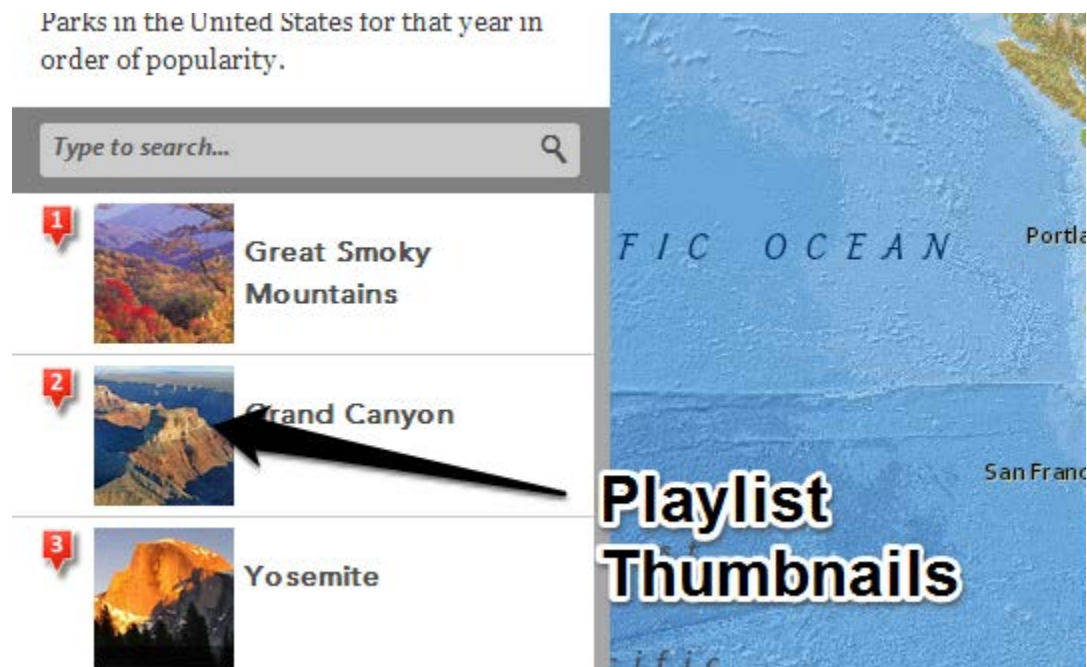 Parks in the United States for that year in
order of popularity.
Type to search...
1
Great Smoky
Mountains
2
Grand Canyon
3
Yosemite
FIC OCEAN
Portla
San Franc
Playlist
Thumbnails
ific